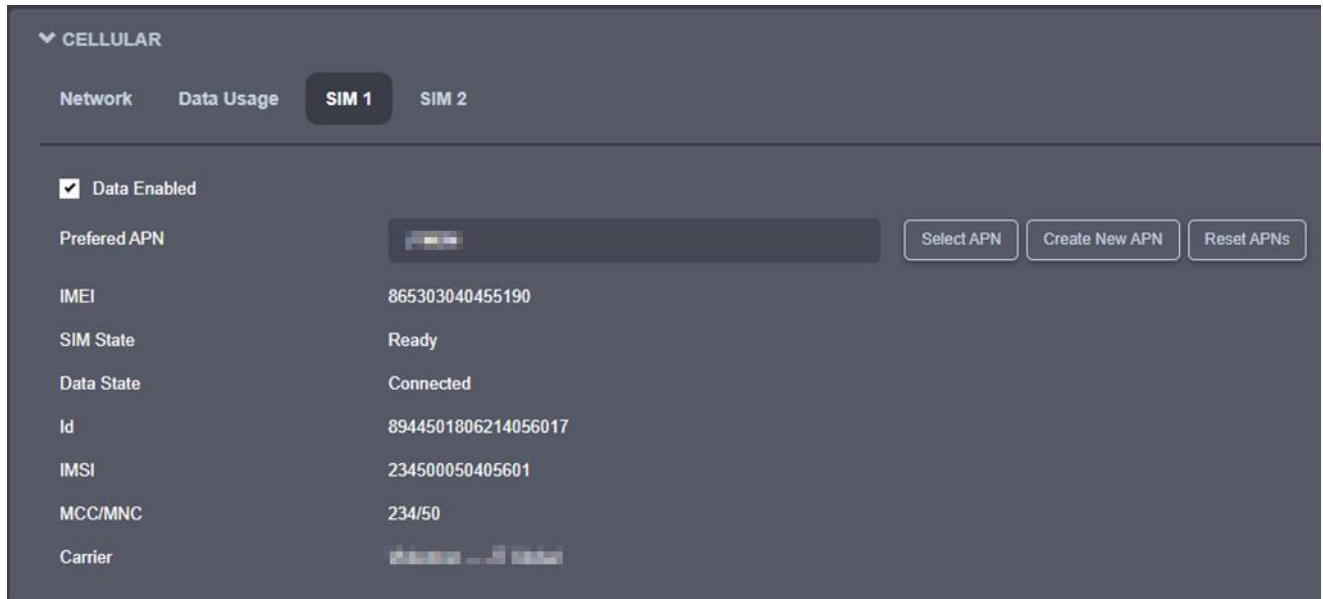 CELLULAR
Network Data Usage SIM 1 SIM 2
Data Enabled
Prefered APN Select APN Create New APN Reset APNs
IMEI 865303040455190
SIM State Ready
Data State Connected
Id 8944501806214056017
IMSI 234500050405601
MCC/MNC 234/50
Carrier